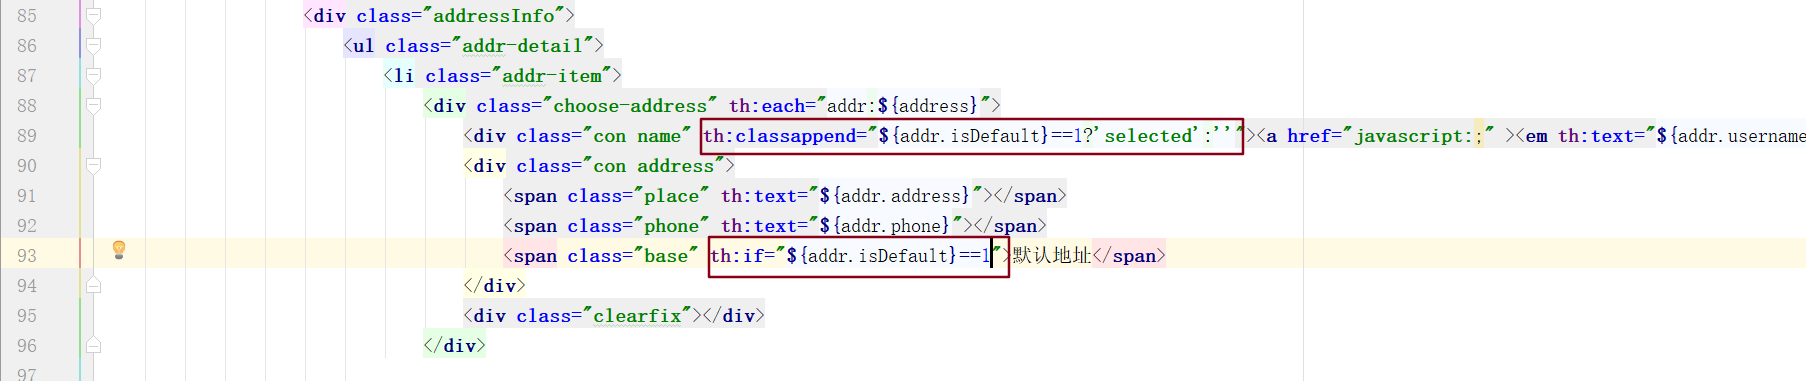 85 <div class="addressInfo">
86 <ul class="addr-detail">
87 <li class="addr-item">
88 <div class="choose-address" th:each="addr:${address}">
89 <div class="con name" th:classappend="${addr.isDefault}==1?'selected':''"><a href="javascript:;" ><em th:text="${addr.username
90 <div class="con address">
91 <span class="place" th:text="${addr.address}"></span>
92 <span class="phone" th:text="${addr.phone}"></span>
93 <span class="base" th:if="${addr.isDefault}==1">默认地址</span>
94 </div>
95 <div class="clearfix"></div>
96 </div>
97